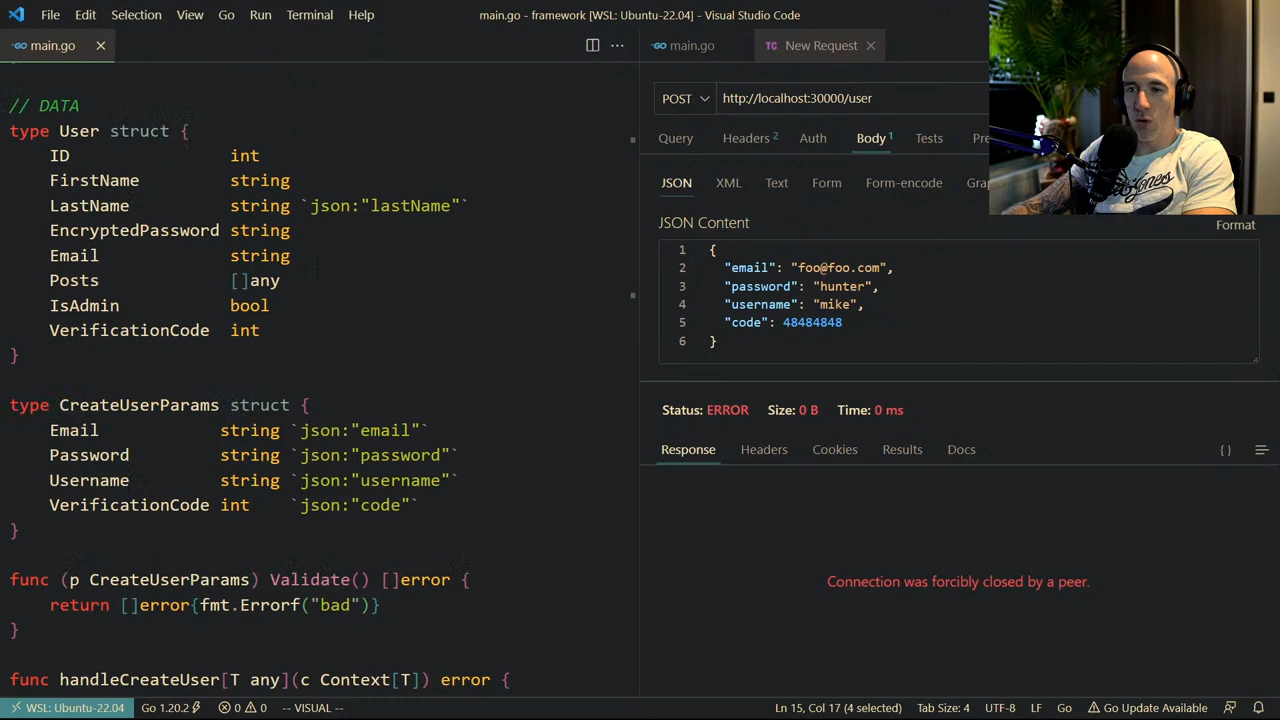 File Edit Selection View Go Run Terminal Help
main.go - framework [WSL: Ubuntu-22.04] - Visual Studio Code
main.go
// DATA
type User struct {
ID int
FirstName string
LastName string `json:"lastName"`
EncryptedPassword string
Email string
Posts []any
IsAdmin bool
VerificationCode int
}
type CreateUserParams struct {
Email string `json:"email"`
Password string `json:"password"`
Username string `json:"username"`
VerificationCode int `json:"code"`
}
func (p CreateUserParams) Validate() []error {
return []error{fmt.Errorf("bad")}
}
func handleCreateUser[T any](c Context[T]) error {
main.go TC New Request
POST http://localhost:30000/user
Query Headers 2 Auth Body 1 Tests Pre
JSON XML Text Form Form-encode Gra
JSON Content Format
1 {
2 "email": "foo@foo.com",
3 "password": "hunter",
4 "username": "mike",
5 "code": 48484848
6 }
Status: ERROR Size: 0 B Time: 0 ms
Response Headers Cookies Results Docs { }
Connection was forcibly closed by a peer.
WSL: Ubuntu-22.04 Go 1.20.2 0 0 -- VISUAL -- Ln 15, Col 17 (4 selected) Tab Size: 4 UTF-8 LF Go Go Update Available